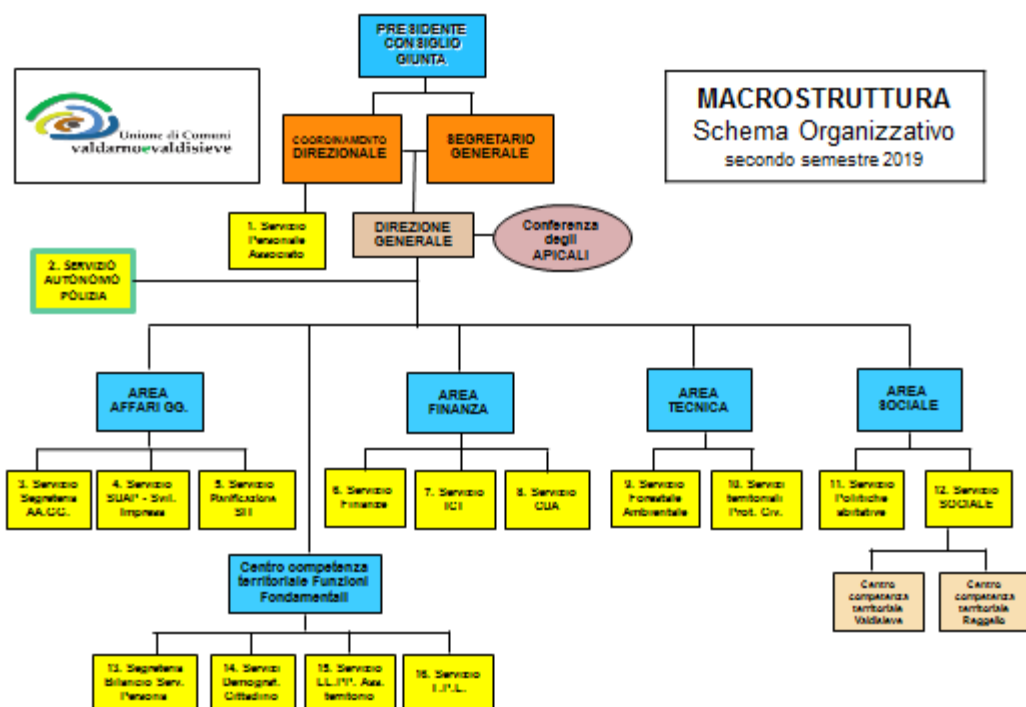 PRESIDENTE
CONSIGLIO
GIUNTA
Unione di Comuni
valdarnoevaldisieve
MACROSTRUTTURA
Schema Organizzativo
secondo semestre 2019
COORDINAMENTO
DIREZIONALE
SEGRETARIO
GENERALE
1. Servizio
Personale
Associato
DIREZIONE
GENERALE
Conferenza
degli
APICALI
2. SERVIZIO
AUTONOMO
POLIZIA
AREA
AFFARI GG.
AREA
FINANZA
AREA
TECNICA
AREA
SOCIALE
3. Servizio
Segreteria
AA.GG.
4. Servizio
SUAP - Svil.
Impresa
5. Servizio
Pianificazione
SIT
6. Servizio
Finanze
7. Servizio
ICT
8. Servizio
CUA
9. Servizio
Forestale
Ambientale
10. Servizi
territoriali
Prot. Civ.
11. Servizio
Politiche
abitative
12. Servizio
SOCIALE
Centro competenza
territoriale Funzioni
Fondamentali
Centro
competenza
territoriale
Valdisieve
Centro
competenza
territoriale
Reggello
13. Segreteria
Bilancio Serv.
Persona
14. Servizi
Demograf.
Cittadino
15. Servizio
LL.PP. Ass.
territorio
16. Servizio